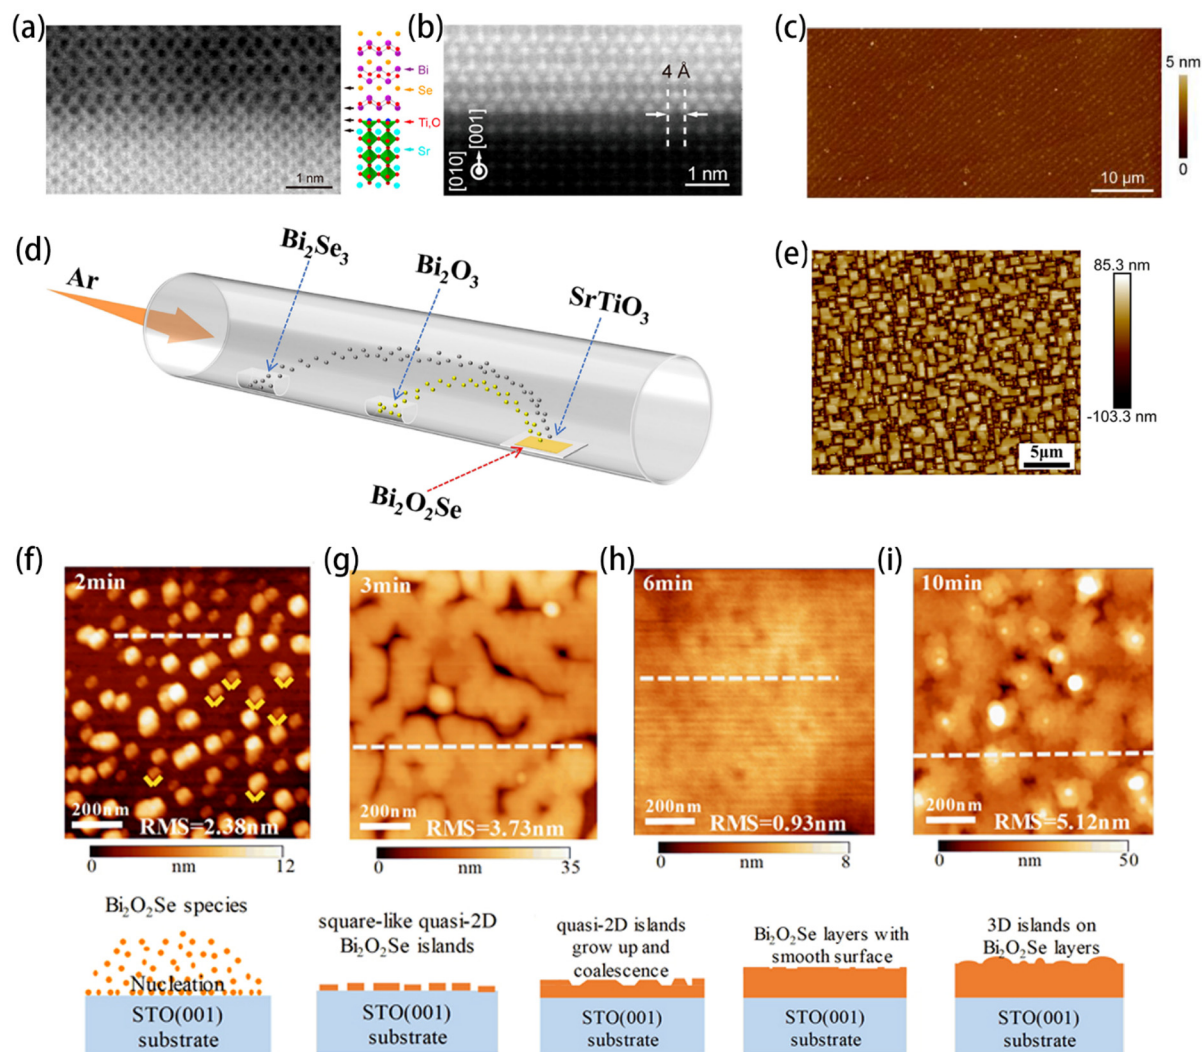 (a)
Bi
Se
Ti,O
Sr
1 nm
(b)
4 Å
[010]
[001]
1 nm
(c)
5 nm
0
10 μm
(d)
Ar
Bi₂Se₃
Bi₂O₃
SrTiO₃
Bi₂O₂Se
(e)
85.3 nm
-103.3 nm
5μm
(f)
2min
200nm
RMS=2.38nm
0 nm 12
(g)
3min
200nm
RMS=3.73nm
0 nm 35
(h)
6min
200nm
RMS=0.93nm
0 nm 8
(i)
10min
200nm
RMS=5.12nm
0 nm 50
Bi₂O₂Se species
Nucleation
STO(001)
substrate
square-like quasi-2D
Bi₂O₂Se islands
STO(001)
substrate
quasi-2D islands
grow up and
coalescence
STO(001)
substrate
Bi₂O₂Se layers with
smooth surface
STO(001)
substrate
3D islands on
Bi₂O₂Se layers
STO(001)
substrate